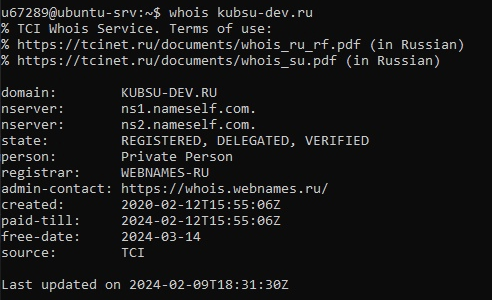 u67289@ubuntu-srv:~$ whois kubsu-dev.ru
% TCI Whois Service. Terms of use:
% https://tcinet.ru/documents/whois_ru_rf.pdf (in Russian)
% https://tcinet.ru/documents/whois_su.pdf (in Russian)

domain:        KUBSU-DEV.RU
nserver:       ns1.nameself.com.
nserver:       ns2.nameself.com.
state:         REGISTERED, DELEGATED, VERIFIED
person:        Private Person
registrar:     WEBNAMES-RU
admin-contact: https://whois.webnames.ru/
created:       2020-02-12T15:55:06Z
paid-till:     2024-02-12T15:55:06Z
free-date:     2024-03-14
source:        TCI

Last updated on 2024-02-09T18:31:30Z